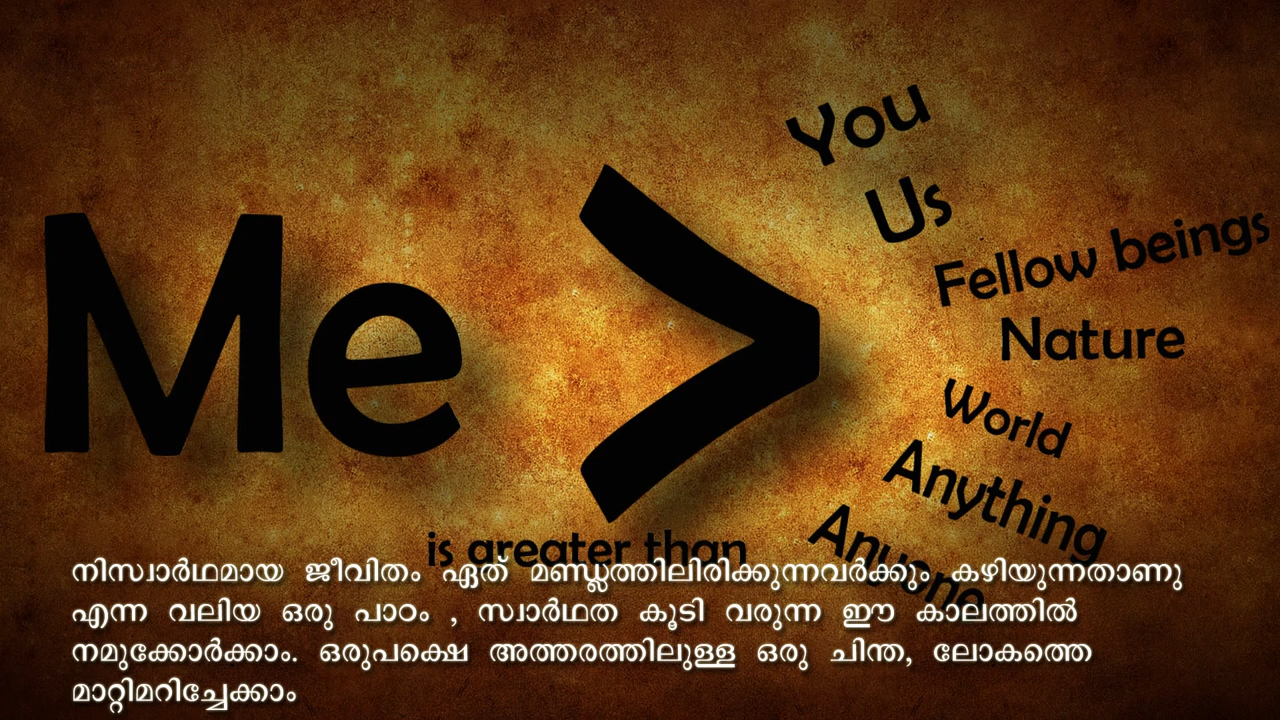 You
Us
Me >
Fellow beings
Nature
World
Anything
Anyone
is greater than
നിസ്വാർഥമായ ജീവിതം ഏത് മണ്ഡലത്തിലിരിക്കുന്നവർക്കും കഴിയുന്നതാണു
എന്ന വലിയ ഒരു പാഠം , സ്വാർഥത കൂടി വരുന്ന ഈ കാലത്തിൽ
നമുക്കോർക്കാം. ഒരുപക്ഷെ അത്തരത്തിലുള്ള ഒരു ചിന്ത, ലോകത്തെ
മാറ്റിമറിച്ചേക്കാം